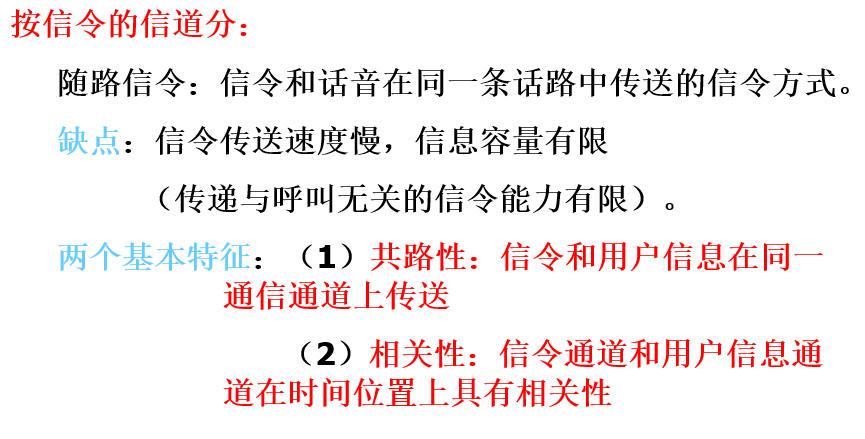 按信令的信道分：
随路信令：信令和话音在同一条话路中传送的信令方式。
缺点：信令传送速度慢，信息容量有限
（传递与呼叫无关的信令能力有限）。
两个基本特征：（1）共路性：信令和用户信息在同一
通信通道上传送
（2）相关性：信令通道和用户信息通
道在时间位置上具有相关性